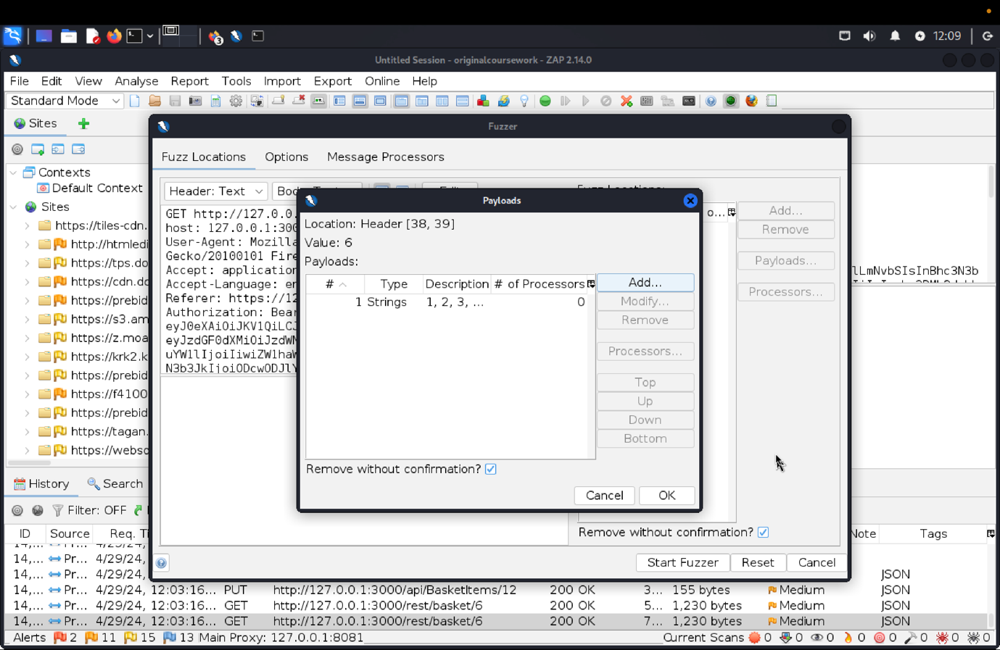 12:09
Untitled Session - originalcoursework - ZAP 2.14.0
File Edit View Analyse Report Tools Import Export Online Help
Standard Mode
Sites
Contexts
Default Context
Sites
https://tiles-cdn.
http://htmledi
https://tps.do
https://cdn.do
https://prebid
https://s3.am
https://z.moa
https://krk2.k
https://prebid
https://f4100
https://prebid
https://tagan.
https://webso
Fuzzer
Fuzz Locations Options Message Processors
Header: Text
GET http://127.0.0.
host: 127.0.0.1:300
User-Agent: Mozilla
Gecko/20100101 Fire
Accept: application
Accept-Language: en
Referer: https://12
Authorization: Bear
eyJ0eXAiOiJKV1QiLCJ
eyJzdGF0dXMiOiJzdWM
uYW1lIjoiIiwiZW1haW
N3b3JkIjoiODcwODJlY
Payloads
Location: Header [38, 39]
Value: 6
Payloads:
# Type Description # of Processors
1 Strings 1, 2, 3, ... 0
Add...
Modify...
Remove
Processors...
Top
Up
Down
Bottom
Remove without confirmation?
Cancel OK
o...
Add...
Remove
Payloads...
Processors...
lLmNvbSIsInBhc3N3b
Remove without confirmation?
Start Fuzzer Reset Cancel
History Search
Filter: OFF
ID Source Req. Ti Note Tags
14,... Pr... 4/29/24,
14,... Pr... 4/29/24, JSON
14,... Pr... 4/29/24, 12:03:16... PUT http://127.0.0.1:3000/api/BasketItems/12 200 OK 3... 155 bytes Medium JSON
14,... Pr... 4/29/24, 12:03:16... GET http://127.0.0.1:3000/rest/basket/6 200 OK 5... 1,230 bytes Medium JSON
14,... Pr... 4/29/24, 12:03:16... GET http://127.0.0.1:3000/rest/basket/6 200 OK 7... 1,230 bytes Medium JSON
Alerts 2 11 15 13 Main Proxy: 127.0.0.1:8081 Current Scans 0 0 0 0 0 0 0 0